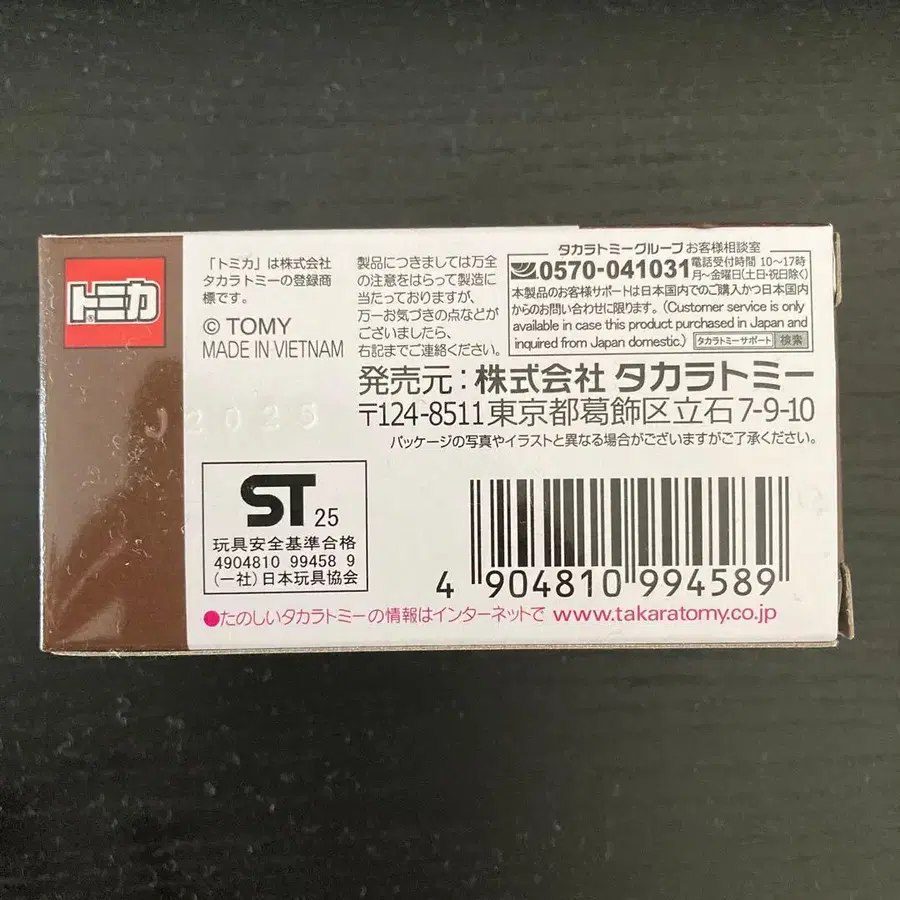 トミカ®
「トミカ」は株式会社
タカラトミーの登録商
標です。
© TOMY
MADE IN VIETNAM
製品につきましては万全
の注意をはらって製造に
当たっておりますが、
万一お気づきの点などが
ございましたら、
右記までご連絡ください。
タカラトミーグループ お客様相談室
0570-041031 電話受付時間 10〜17時
月〜金曜日(土日・祝日除く)
本製品のお客様サポートは日本国内でのご購入かつ日本国内
からのお問い合わせに限ります。(Customer service is only
available in case this product purchased in Japan and
inquired from Japan domestic.) タカラトミーサポート 検索
発売元:株式会社 タカラトミー
〒124-8511 東京都葛飾区立石7-9-10
パッケージの写真やイラストと異なる場合がございますがご了承ください。
J2025
ST 25
玩具安全基準合格
4904810 99458 9
(一社)日本玩具協会
4 904810 994589
●たのしいタカラトミーの情報はインターネットで www.takaratomy.co.jp